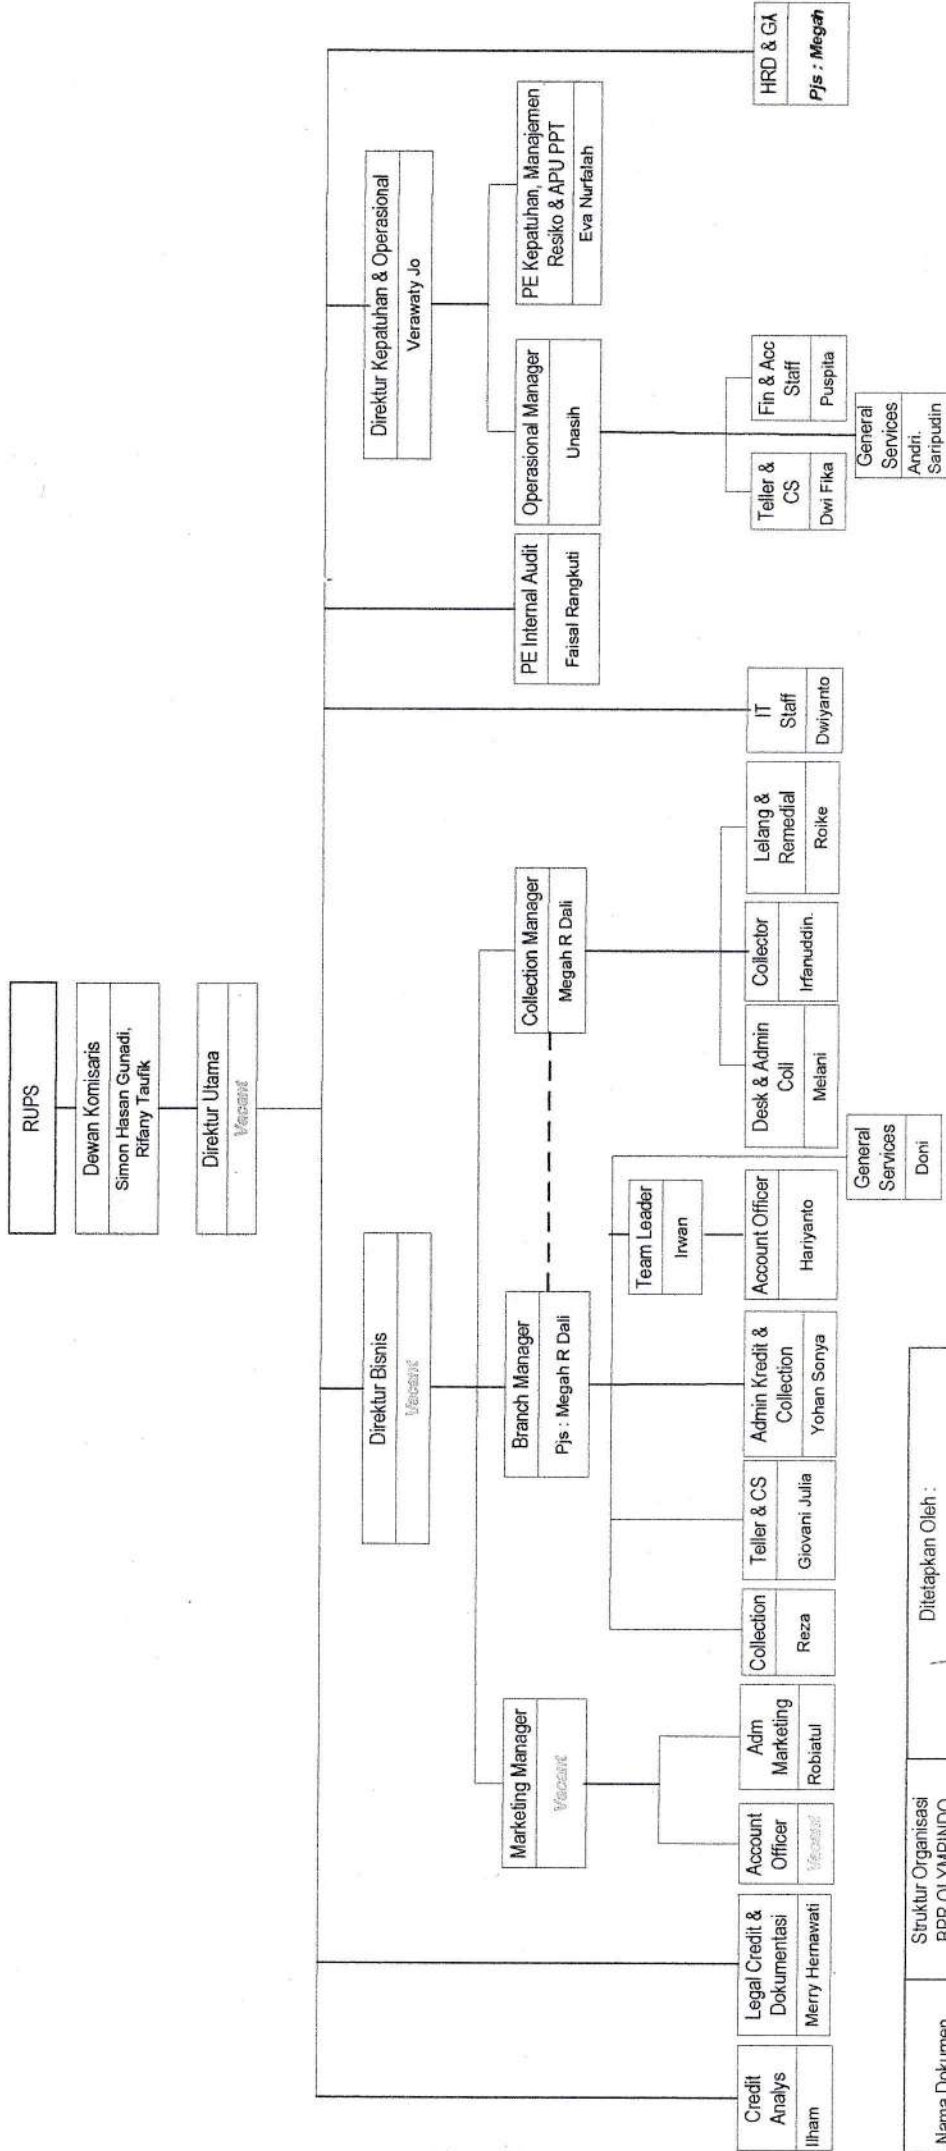 RUPS
Dewan Komisaris
Simon Hasan Gunadi,
Rifany Taufik
Direktur Utama
Vacant
Direktur Bisnis
Vacant
Direktur Kepatuhan & Operasional
Verawaty Jo
Marketing Manager
Vacant
Branch Manager
Pjs : Megah R Dali
Collection Manager
Megah R Dali
PE Internal Audit
Faisal Rangkuti
Operasional Manager
Unasih
PE Kepatuhan, Manajemen
Resiko & APU PPT
Eva Nurfalah
Team Leader
Irwan
Credit
Analys
Ilham
Legal Credit &
Dokumentasi
Merry Hernawati
Account
Officer
Vacant
Adm
Marketing
Robiatul
Collection
Reza
Teller & CS
Giovani Julia
Admin Kredit &
Collection
Yohan Sonya
Account Officer
Hariyanto
Desk & Admin
Coll
Melani
Collector
Irfanuddin.
Lelang &
Remedial
Roike
IT
Staff
Dwiyanto
Teller &
CS
Dwi Fika
Fin & Acc
Staff
Puspita
HRD & GA
Pjs : Megah
General
Services
Doni
General
Services
Andri.
Saripudin
Nama Dokumen
Struktur Organisasi
BPR OLYMPINDO
Ditetapkan Oleh :